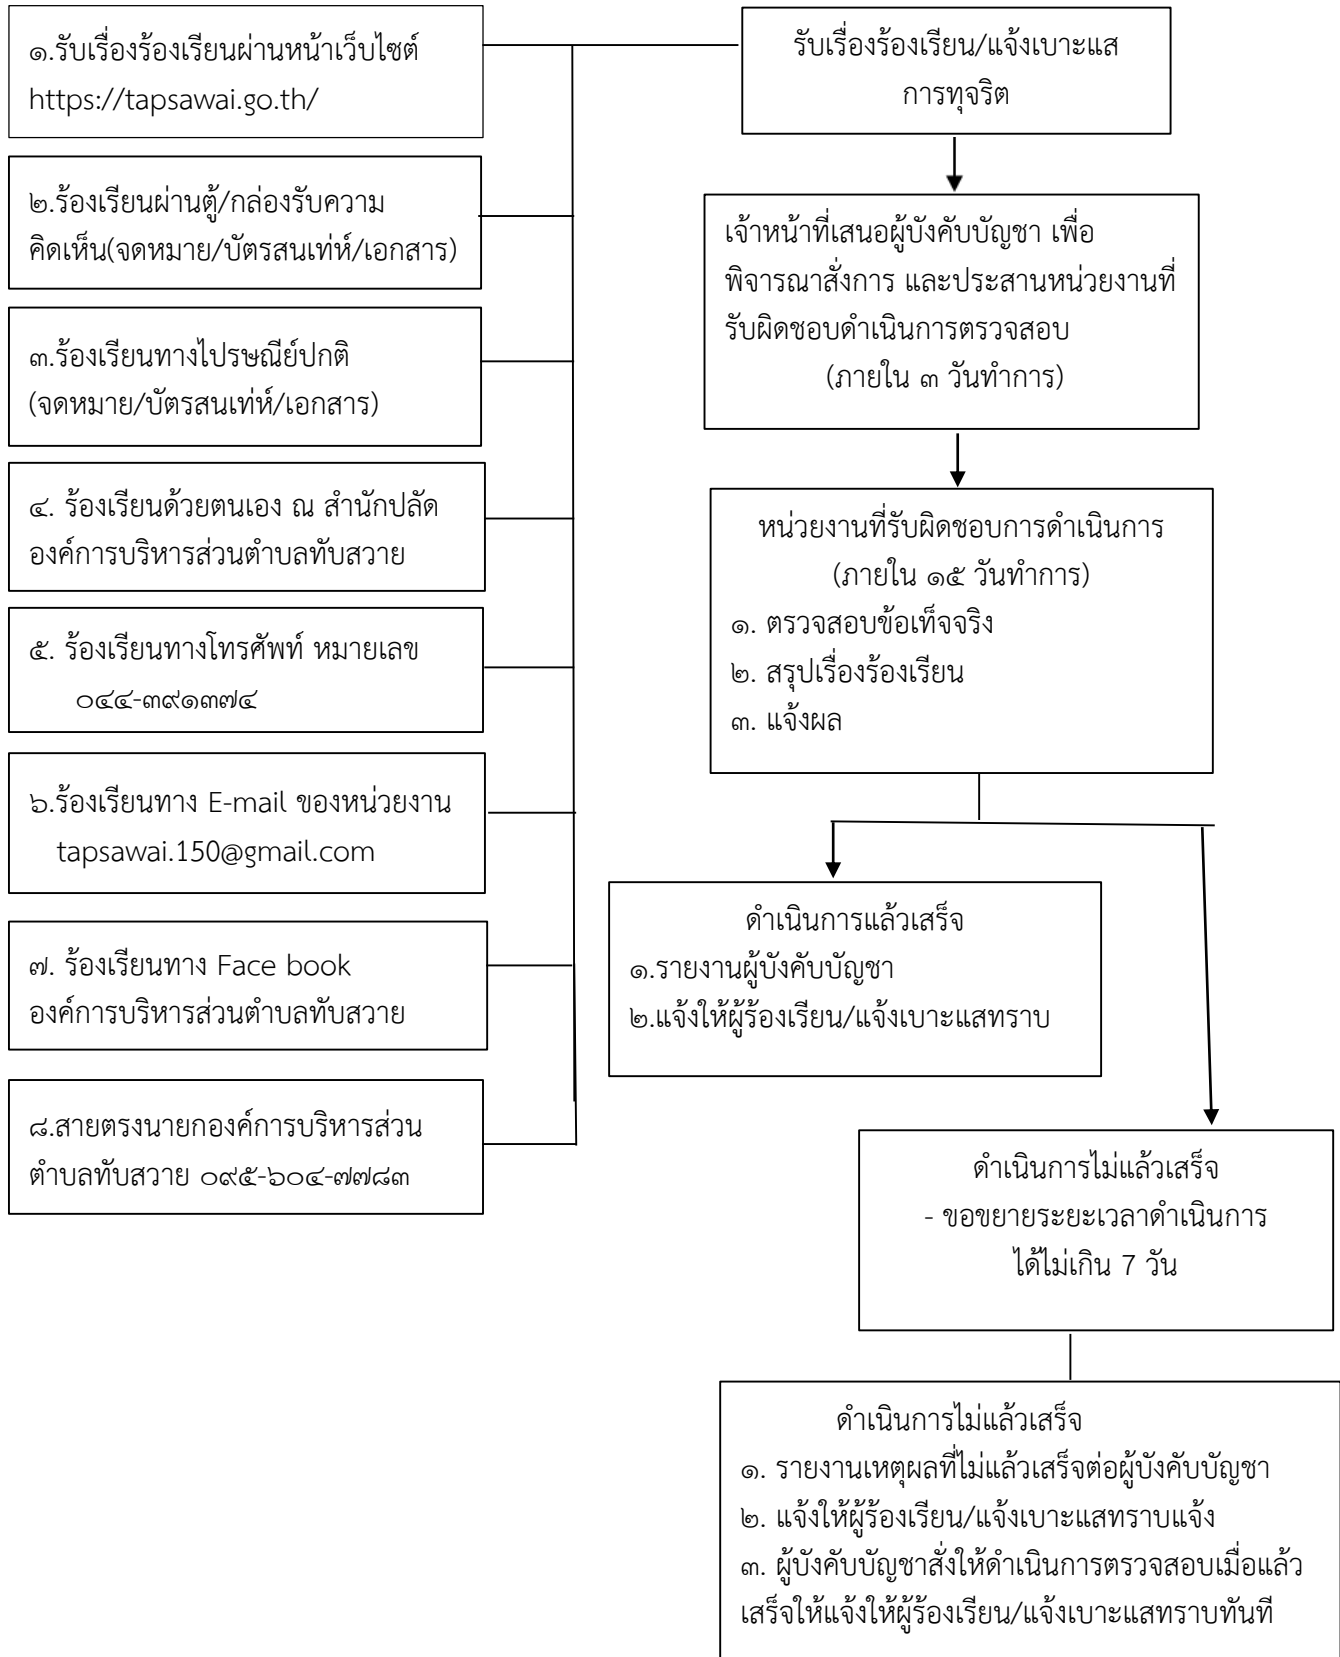 ๑.รับเรื่องร้องเรียนผ่านหน้าเว็บไซต์
https://tapsawai.go.th/
๒.ร้องเรียนผ่านตู้/กล่องรับความ
คิดเห็น(จดหมาย/บัตรสนเท่ห์/เอกสาร)
๓.ร้องเรียนทางไปรษณีย์ปกติ
(จดหมาย/บัตรสนเท่ห์/เอกสาร)
๔. ร้องเรียนด้วยตนเอง ณ สำนักปลัด
องค์การบริหารส่วนตำบลทับสวาย
๕. ร้องเรียนทางโทรศัพท์ หมายเลข
๐๔๔-๓๙๑๓๗๔
๖.ร้องเรียนทาง E-mail ของหน่วยงาน
tapsawai.150@gmail.com
๗. ร้องเรียนทาง Face book
องค์การบริหารส่วนตำบลทับสวาย
๘.สายตรงนายกองค์การบริหารส่วน
ตำบลทับสวาย ๐๙๕-๖๐๔-๗๗๘๓
รับเรื่องร้องเรียน/แจ้งเบาะแส
การทุจริต
เจ้าหน้าที่เสนอผู้บังคับบัญชา เพื่อ
พิจารณาสั่งการ และประสานหน่วยงานที่
รับผิดชอบดำเนินการตรวจสอบ
(ภายใน ๓ วันทำการ)
หน่วยงานที่รับผิดชอบการดำเนินการ
(ภายใน ๑๕ วันทำการ)
๑. ตรวจสอบข้อเท็จจริง
๒. สรุปเรื่องร้องเรียน
๓. แจ้งผล
ดำเนินการแล้วเสร็จ
๑.รายงานผู้บังคับบัญชา
๒.แจ้งให้ผู้ร้องเรียน/แจ้งเบาะแสทราบ
ดำเนินการไม่แล้วเสร็จ
- ขอขยายระยะเวลาดำเนินการ
ได้ไม่เกิน 7 วัน
ดำเนินการไม่แล้วเสร็จ
๑. รายงานเหตุผลที่ไม่แล้วเสร็จต่อผู้บังคับบัญชา
๒. แจ้งให้ผู้ร้องเรียน/แจ้งเบาะแสทราบแจ้ง
๓. ผู้บังคับบัญชาสั่งให้ดำเนินการตรวจสอบเมื่อแล้ว
เสร็จให้แจ้งให้ผู้ร้องเรียน/แจ้งเบาะแสทราบทันที